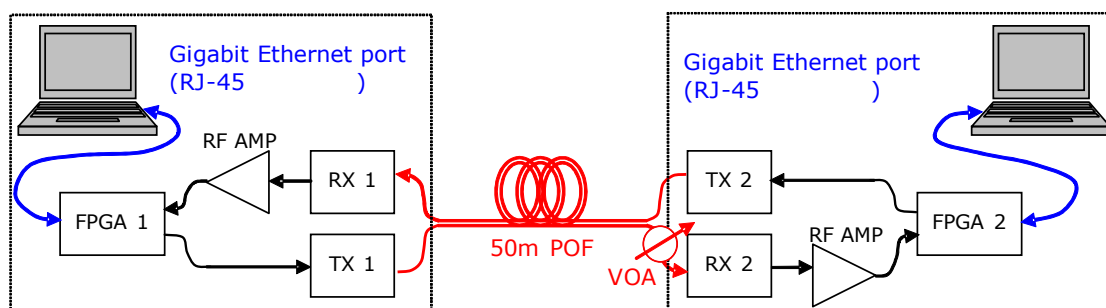 Gigabit Ethernet port
(RJ-45 )
RF AMP
RX 1
FPGA 1
TX 1
50m POF
VOA
Gigabit Ethernet port
(RJ-45 )
TX 2
FPGA 2
RF AMP
RX 2